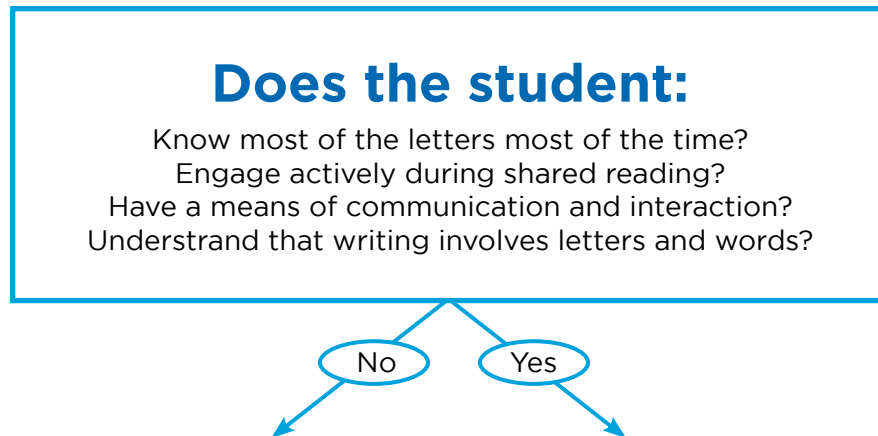 Does the student:
Know most of the letters most of the time?
Engage actively during shared reading?
Have a means of communication and interaction?
Understrand that writing involves letters and words?
No Yes